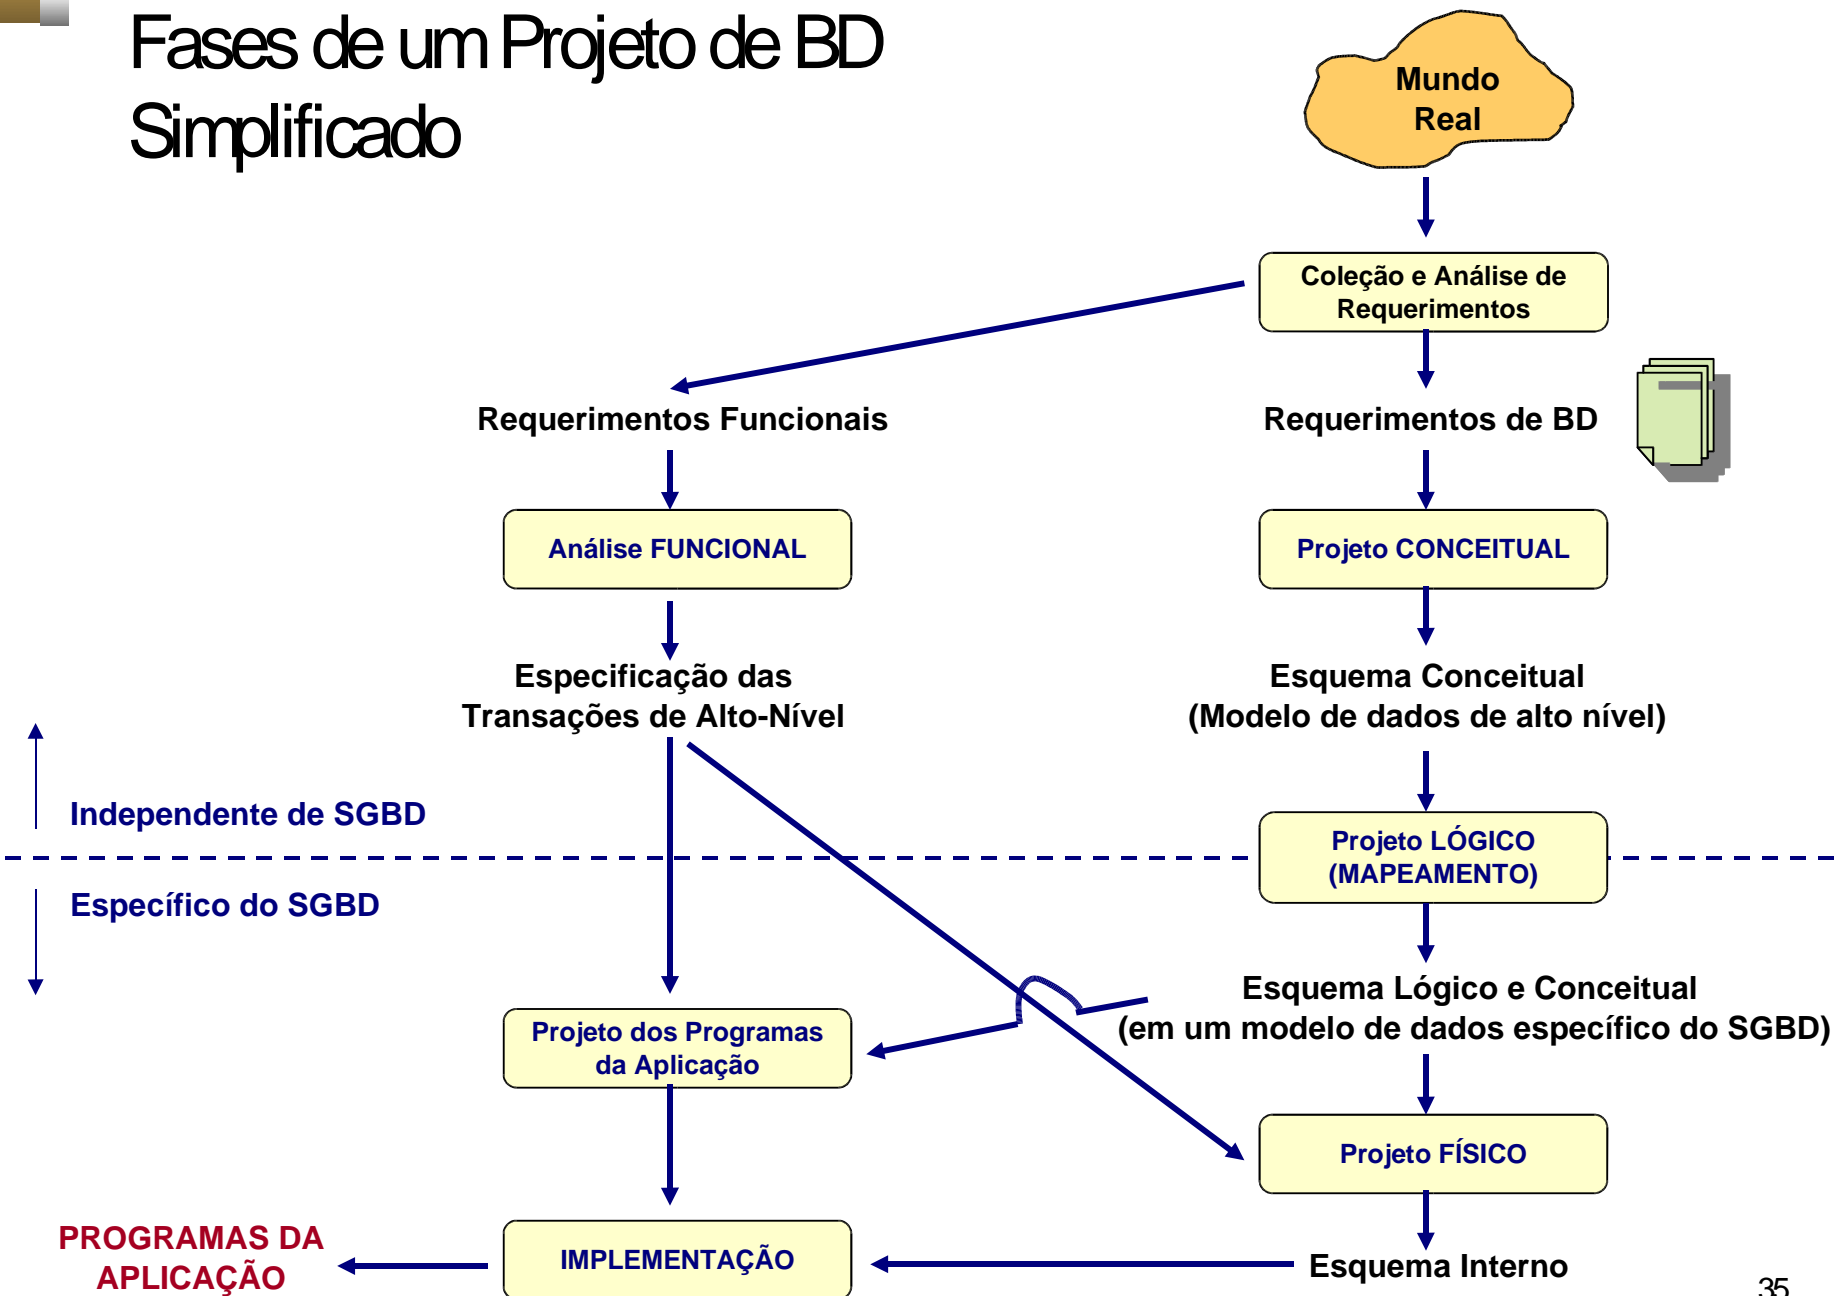 Fases de um Projeto de BD
Simplificado
Mundo
Real
Coleção e Análise de
Requerimentos
Requerimentos Funcionais
Requerimentos de BD
Análise FUNCIONAL
Projeto CONCEITUAL
Especificação das
Transações de Alto-Nível
Esquema Conceitual
(Modelo de dados de alto nível)
Independente de SGBD
Projeto LÓGICO
(MAPEAMENTO)
Específico do SGBD
Esquema Lógico e Conceitual
(em um modelo de dados específico do SGBD)
Projeto dos Programas
da Aplicação
Projeto FÍSICO
PROGRAMAS DA
APLICAÇÃO
IMPLEMENTAÇÃO
Esquema Interno
35